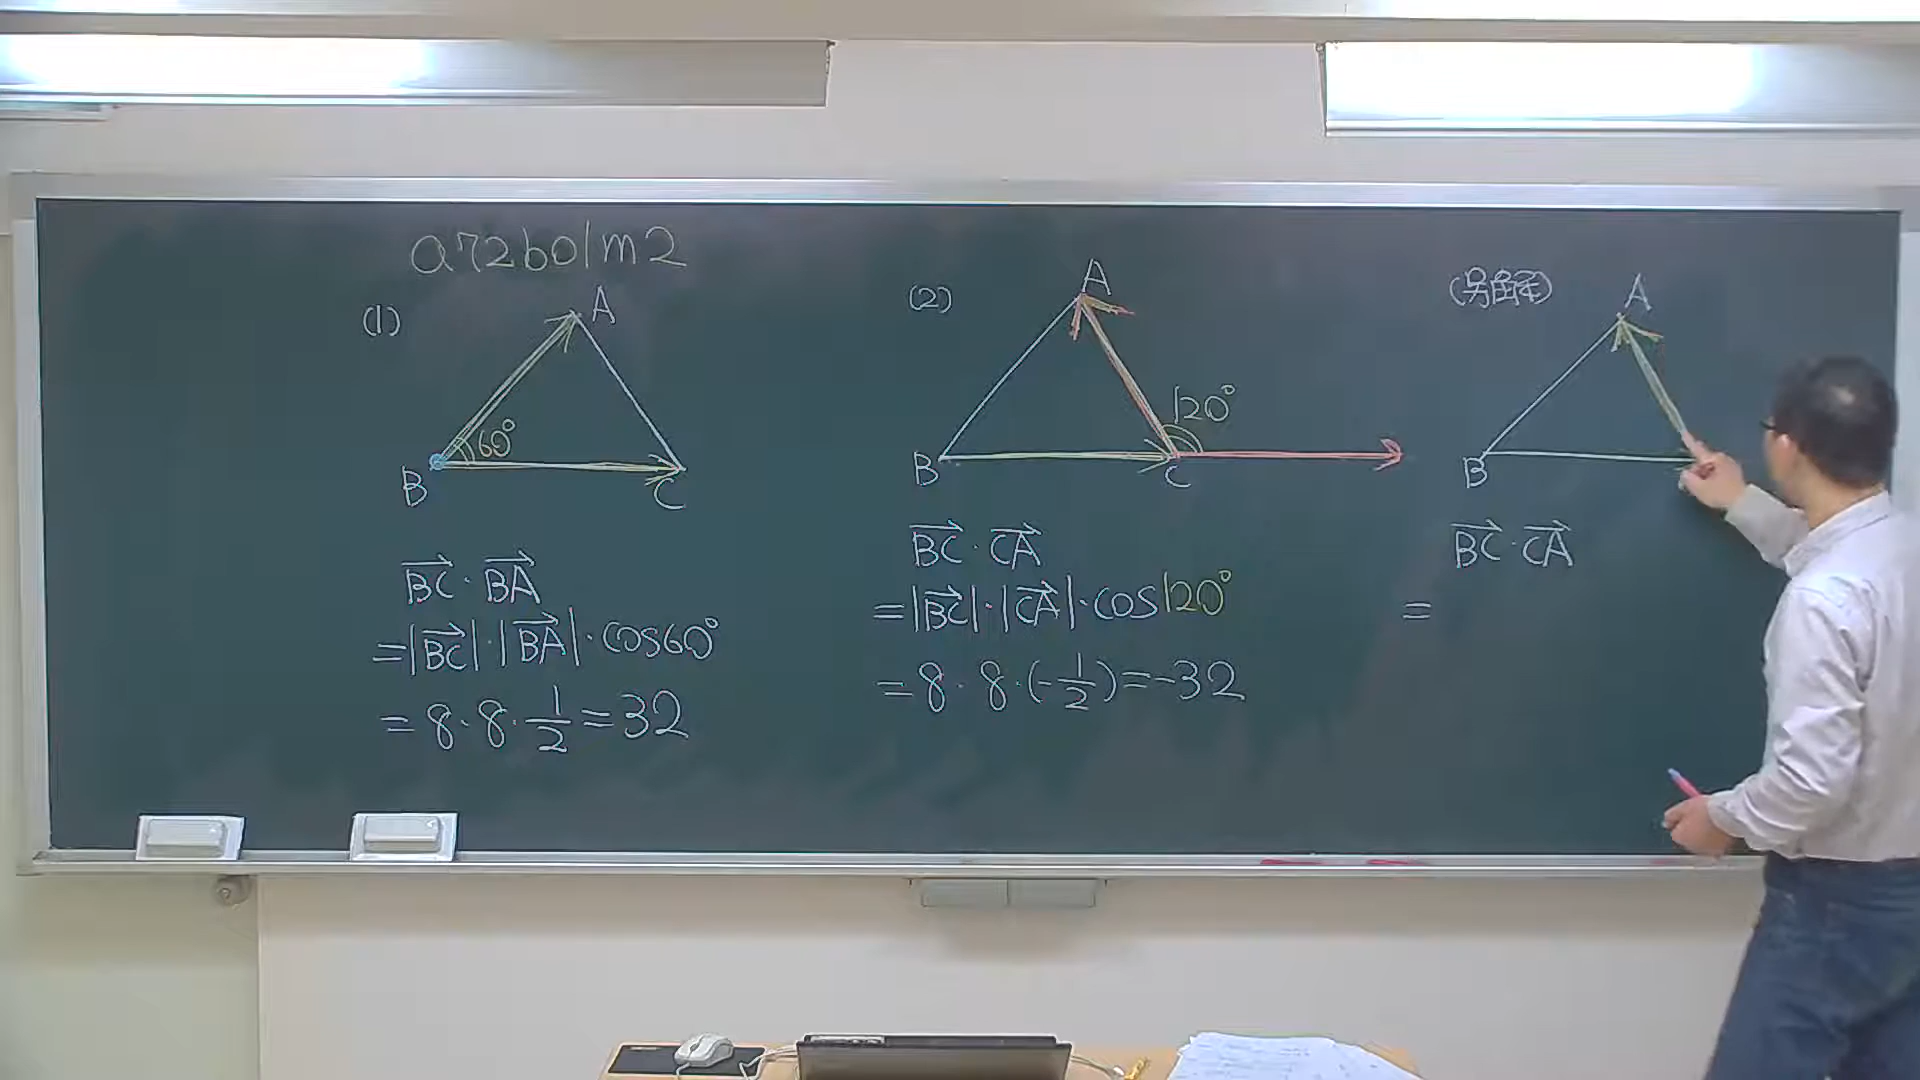 a72b01m2
(1)
A
60°
B
C
BC·BA
=|BC|·|BA|·cos60°
=8·8·1/2=32
(2)
A
120°
B
C
BC·CA
=|BC|·|CA|·cos120°
=8·8·(-1/2)=-32
(另解)
A
B
BC·CA
=